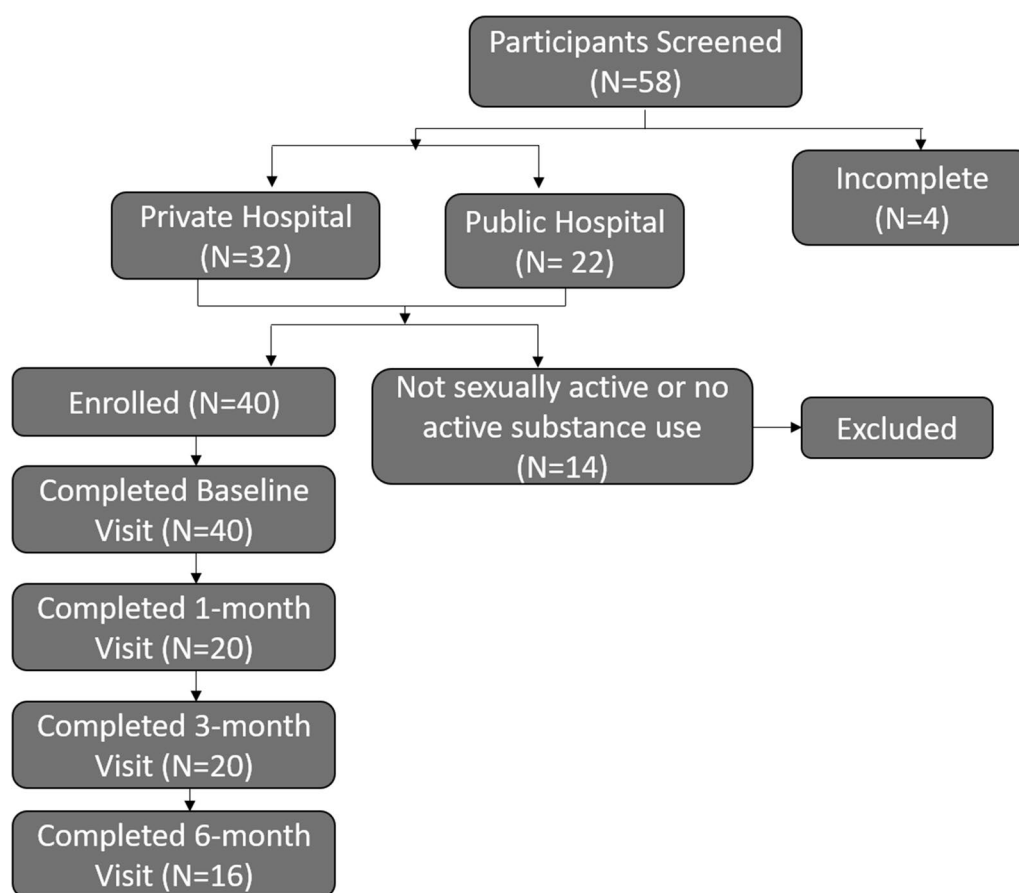 Participants Screened
(N=58)
Incomplete
(N=4)
Private Hospital
(N=32)
Public Hospital
(N= 22)
Enrolled (N=40)
Not sexually active or no
active substance use
(N=14)
Excluded
Completed Baseline
Visit (N=40)
Completed 1-month
Visit (N=20)
Completed 3-month
Visit (N=20)
Completed 6-month
Visit (N=16)